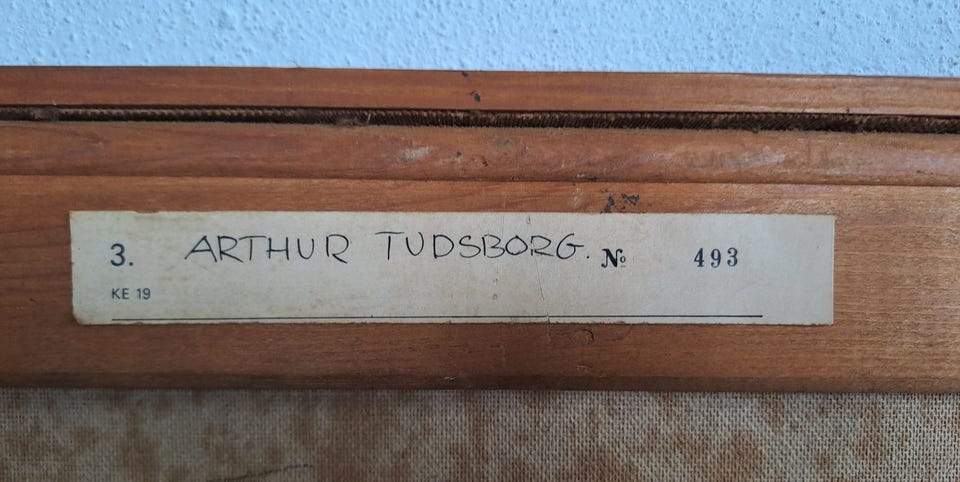 3. ARTHUR TUDSBORG. № 493
KE 19